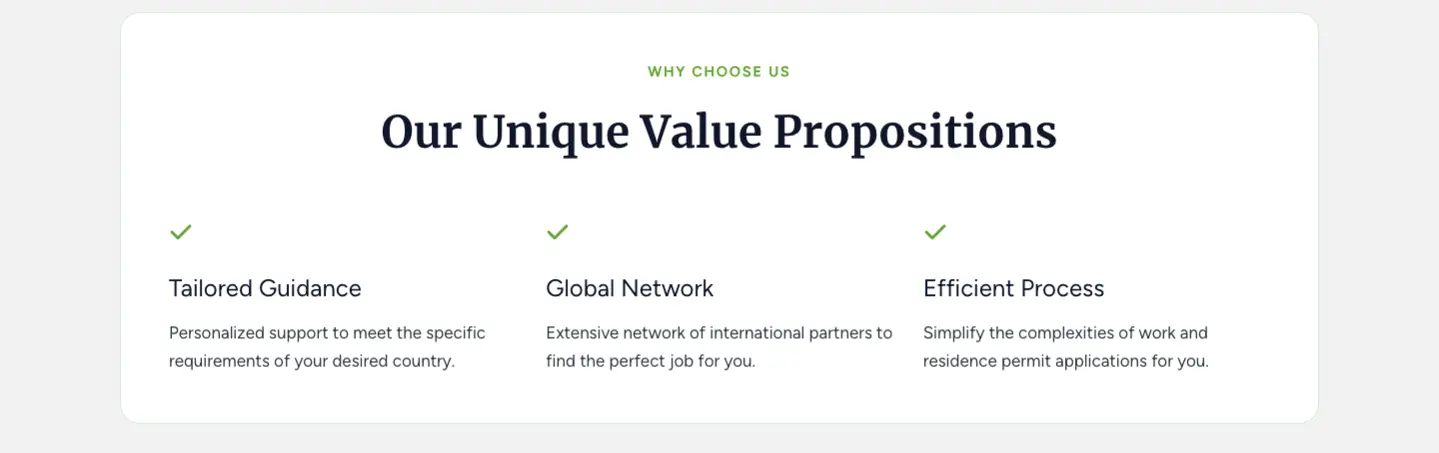 WHY CHOOSE US
Our Unique Value Propositions
Tailored Guidance
Personalized support to meet the specific
requirements of your desired country.
Global Network
Extensive network of international partners to
find the perfect job for you.
Efficient Process
Simplify the complexities of work and
residence permit applications for you.